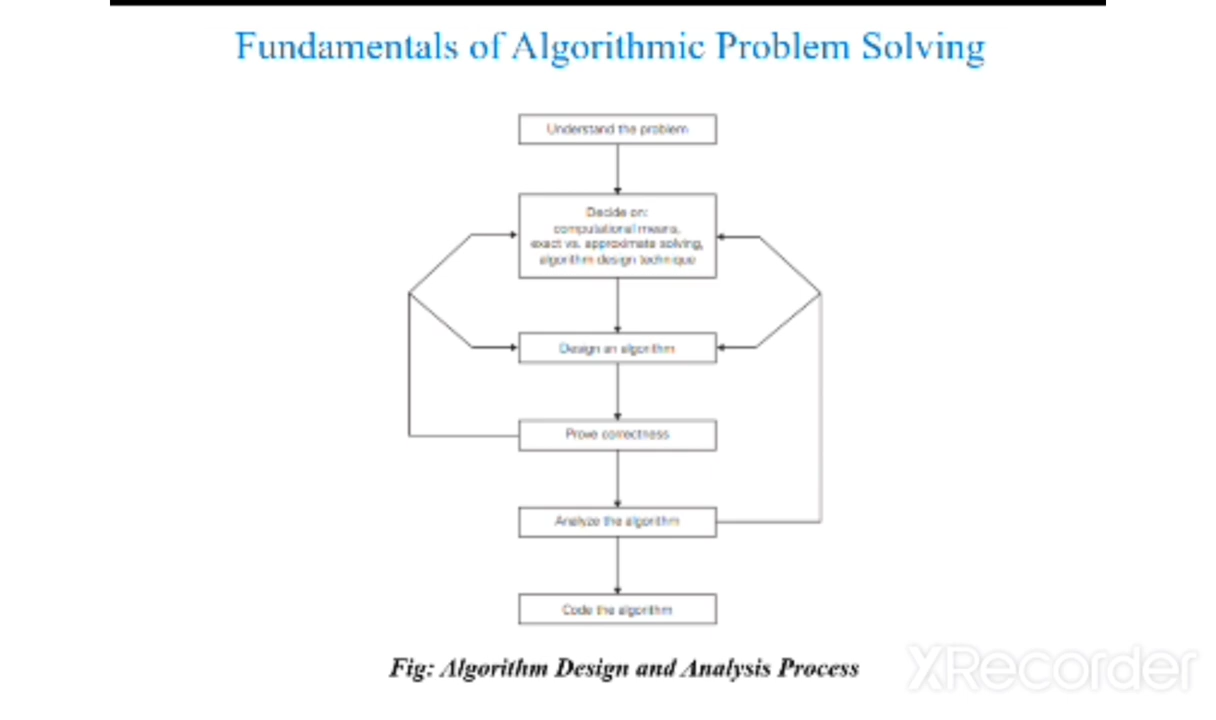 Fundamentals of Algorithmic Problem Solving
Understand the problem
Decide on:
computational means,
exact vs. approximate solving,
algorithm design technique
Design an algorithm
Prove correctness
Analyze the algorithm
Code the algorithm
Fig: Algorithm Design and Analysis Process
XRecorder